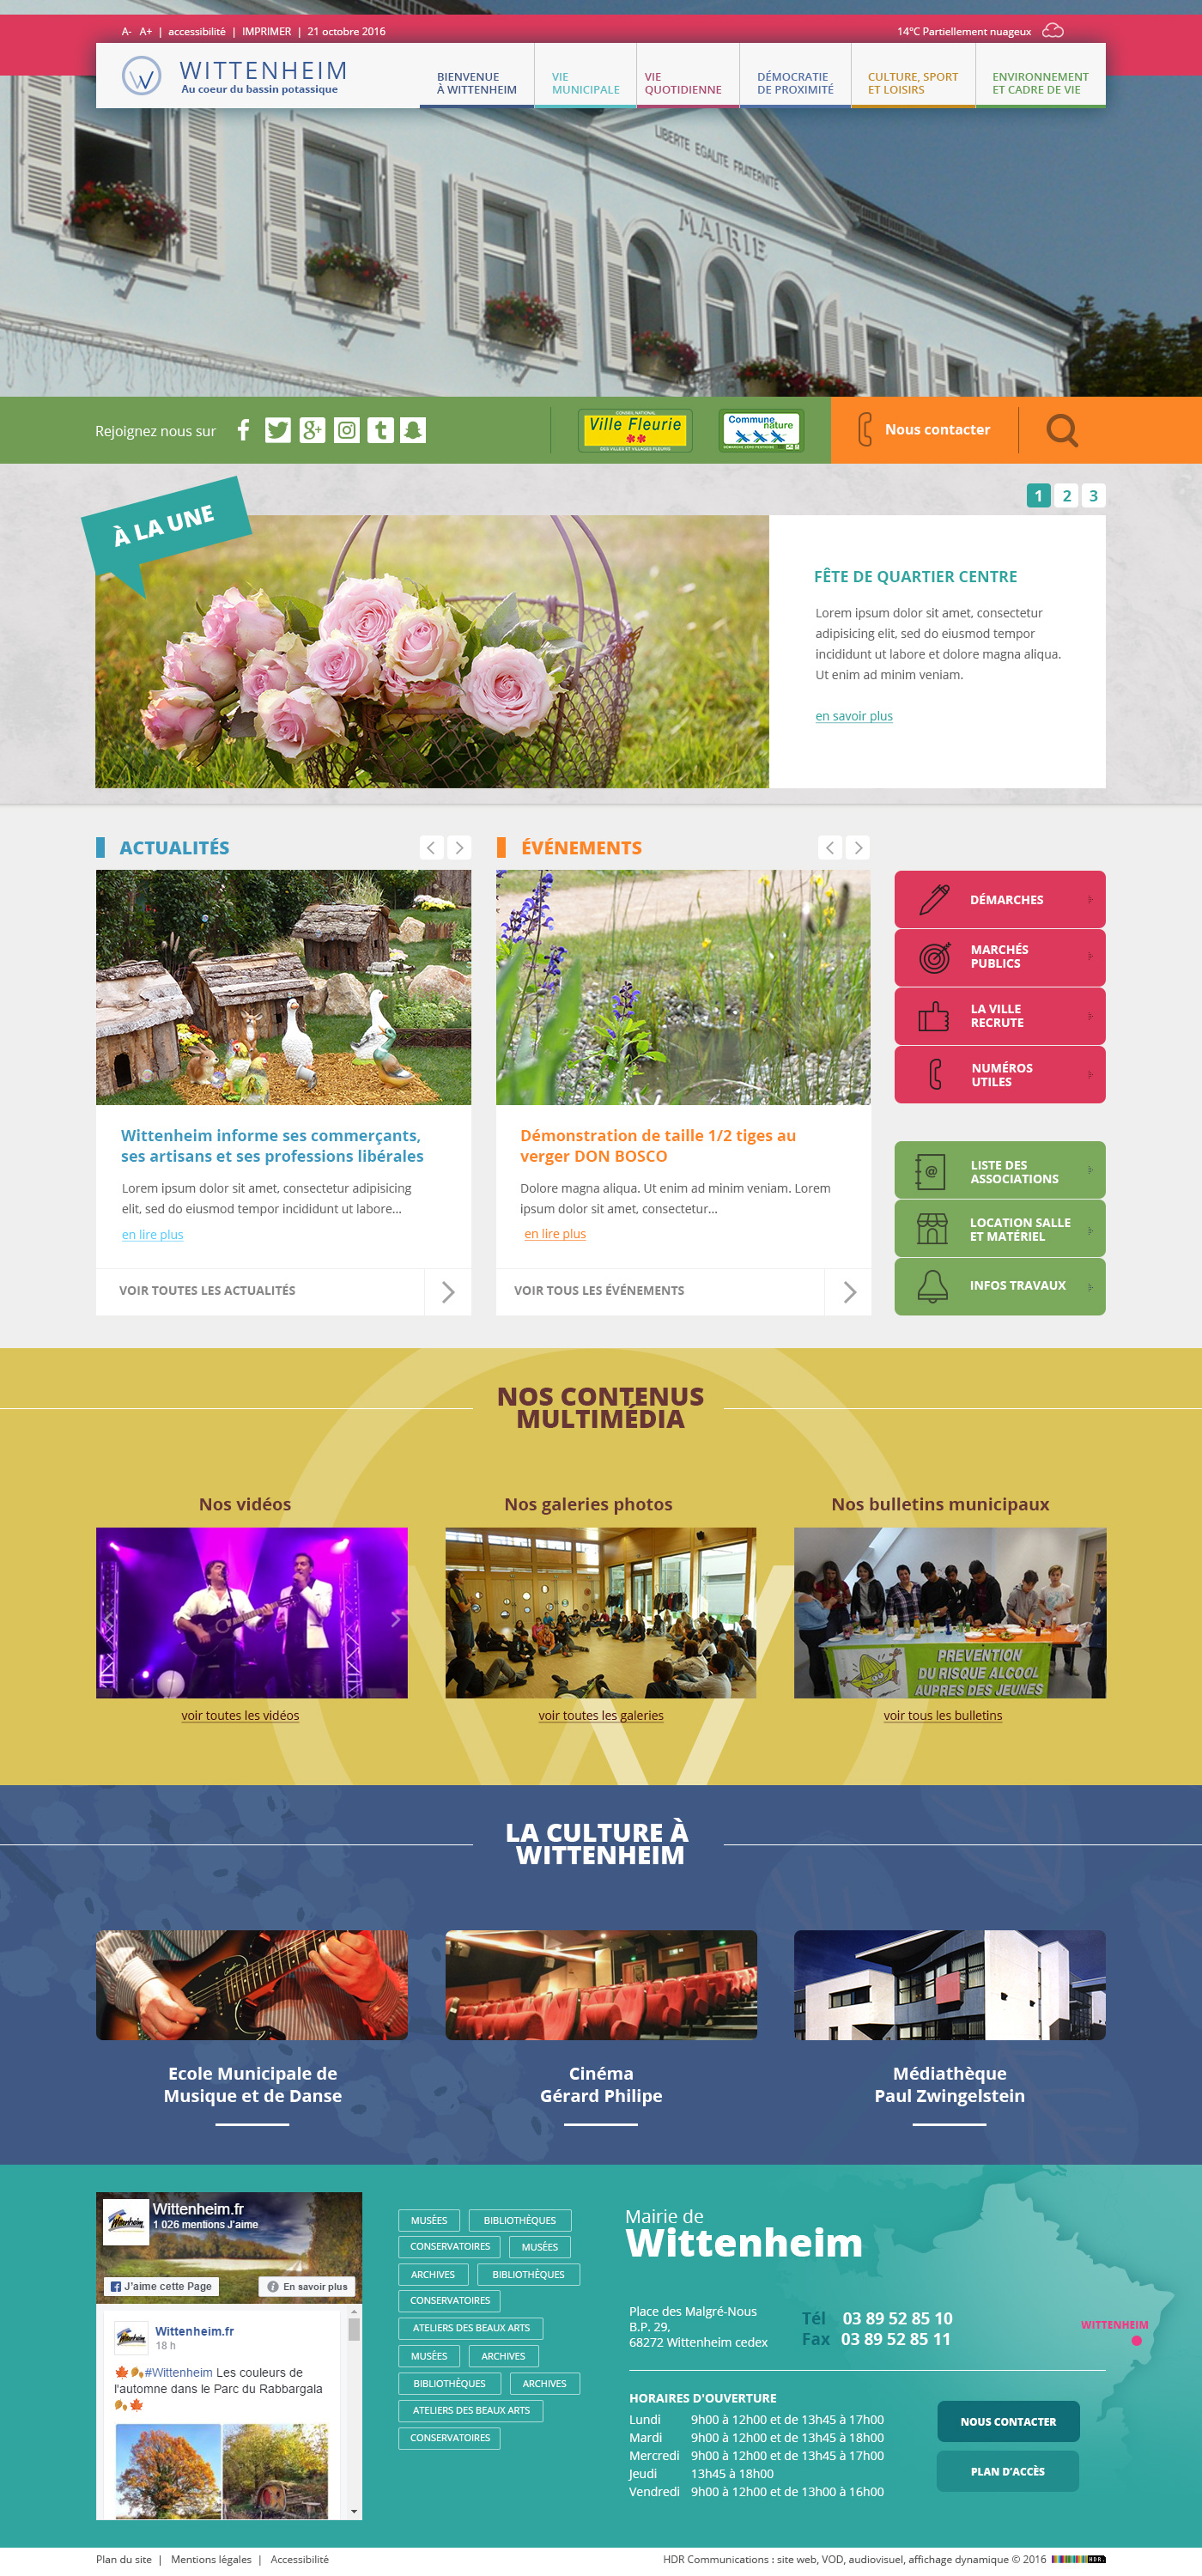 A- A+ | accessibilité | IMPRIMER | 21 octobre 2016
14°C Partiellement nuageux
WITTENHEIM
Au coeur du bassin potassique
BIENVENUE
À WITTENHEIM
VIE
MUNICIPALE
VIE
QUOTIDIENNE
DÉMOCRATIE
DE PROXIMITÉ
CULTURE, SPORT
ET LOISIRS
ENVIRONNEMENT
ET CADRE DE VIE
LIBERTE EGALITE FRATERNITE
MAIRIE
Rejoignez nous sur
CONSEIL NATIONAL
Ville Fleurie
DES VILLES ET VILLAGES FLEURIS
Commune
nature
Nous contacter
À LA UNE
1 2 3
FÊTE DE QUARTIER CENTRE
Lorem ipsum dolor sit amet, consectetur
adipisicing elit, sed do eiusmod tempor
incididunt ut labore et dolore magna aliqua.
Ut enim ad minim veniam.
en savoir plus
ACTUALITÉS
Wittenheim informe ses commerçants,
ses artisans et ses professions libérales
Lorem ipsum dolor sit amet, consectetur adipisicing
elit, sed do eiusmod tempor incididunt ut labore...
en lire plus
VOIR TOUTES LES ACTUALITÉS
ÉVÉNEMENTS
Démonstration de taille 1/2 tiges au
verger DON BOSCO
Dolore magna aliqua. Ut enim ad minim veniam. Lorem
ipsum dolor sit amet, consectetur...
en lire plus
VOIR TOUS LES ÉVÉNEMENTS
DÉMARCHES
MARCHÉS
PUBLICS
LA VILLE
RECRUTE
NUMÉROS
UTILES
LISTE DES
ASSOCIATIONS
LOCATION SALLE
ET MATÉRIEL
INFOS TRAVAUX
NOS CONTENUS
MULTIMÉDIA
Nos vidéos
voir toutes les vidéos
Nos galeries photos
voir toutes les galeries
Nos bulletins municipaux
PREVENTION
DU RISQUE ALCOOL
AUPRES DES JEUNES
voir tous les bulletins
LA CULTURE À
WITTENHEIM
Ecole Municipale de
Musique et de Danse
Cinéma
Gérard Philipe
Médiathèque
Paul Zwingelstein
Wittenheim
Wittenheim.fr
1 026 mentions J'aime
J'aime cette Page
En savoir plus
Wittenheim
Wittenheim.fr
18 h
#Wittenheim Les couleurs de
l'automne dans le Parc du Rabbargala
MUSÉES BIBLIOTHÈQUES
CONSERVATOIRES MUSÉES
ARCHIVES BIBLIOTHÈQUES
CONSERVATOIRES
ATELIERS DES BEAUX ARTS
MUSÉES ARCHIVES
BIBLIOTHÈQUES ARCHIVES
ATELIERS DES BEAUX ARTS
CONSERVATOIRES
Mairie de
Wittenheim
Place des Malgré-Nous
B.P. 29,
68272 Wittenheim cedex
Tél 03 89 52 85 10
Fax 03 89 52 85 11
WITTENHEIM
HORAIRES D'OUVERTURE
Lundi 9h00 à 12h00 et de 13h45 à 17h00
Mardi 9h00 à 12h00 et de 13h45 à 18h00
Mercredi 9h00 à 12h00 et de 13h45 à 17h00
Jeudi 13h45 à 18h00
Vendredi 9h00 à 12h00 et de 13h00 à 16h00
NOUS CONTACTER
PLAN D'ACCÈS
Plan du site | Mentions légales | Accessibilité
HDR Communications : site web, VOD, audiovisuel, affichage dynamique © 2016
HDR